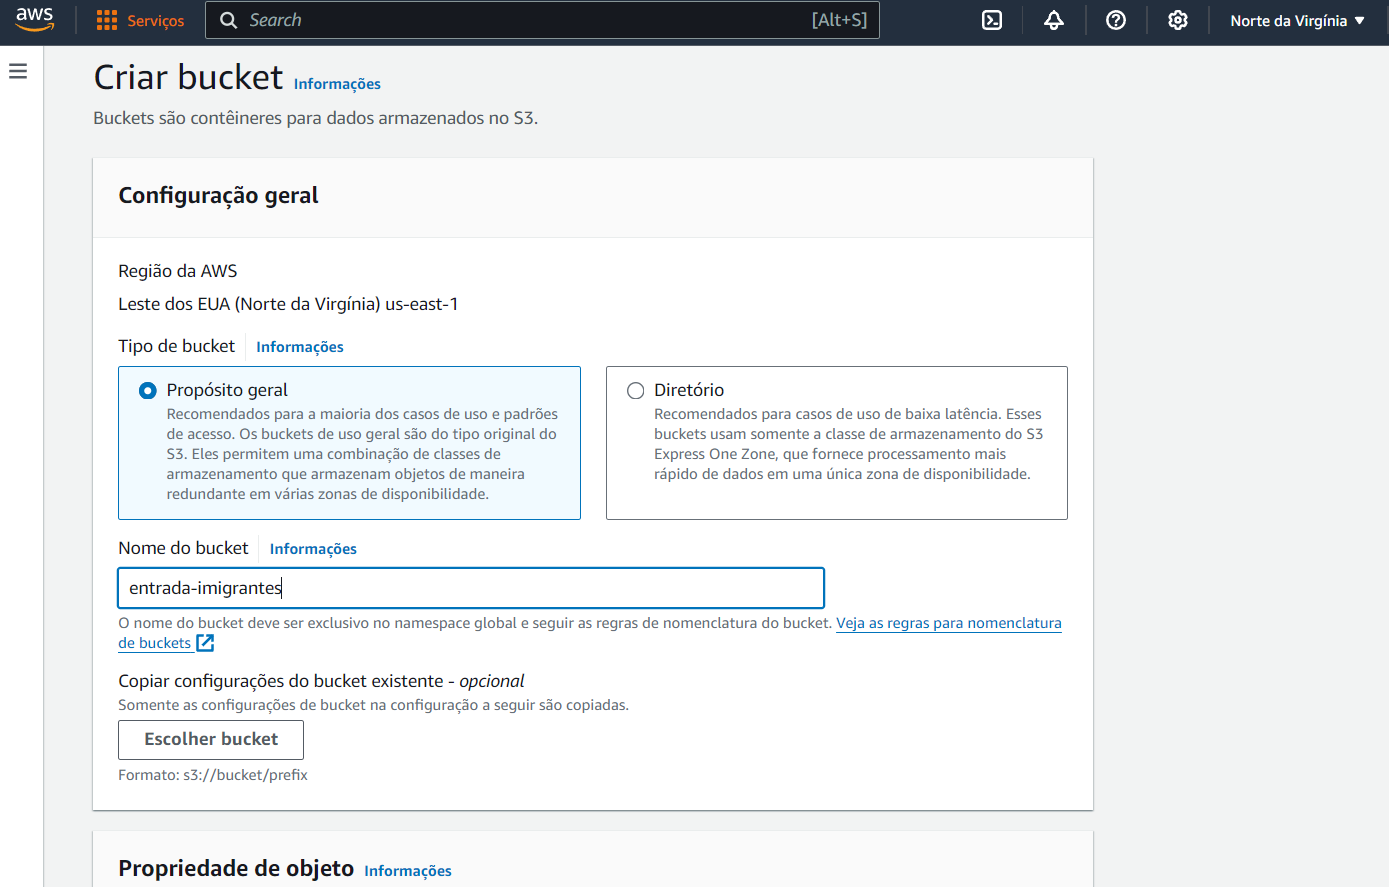 aws
Serviços
Search
[Alt+S]
Norte da Virgínia
Criar bucket Informações
Buckets são contêineres para dados armazenados no S3.
Configuração geral
Região da AWS
Leste dos EUA (Norte da Virgínia) us-east-1
Tipo de bucket Informações
Propósito geral
Recomendados para a maioria dos casos de uso e padrões
de acesso. Os buckets de uso geral são do tipo original do
S3. Eles permitem uma combinação de classes de
armazenamento que armazenam objetos de maneira
redundante em várias zonas de disponibilidade.
Diretório
Recomendados para casos de uso de baixa latência. Esses
buckets usam somente a classe de armazenamento do S3
Express One Zone, que fornece processamento mais
rápido de dados em uma única zona de disponibilidade.
Nome do bucket Informações
entrada-imigrantes
O nome do bucket deve ser exclusivo no namespace global e seguir as regras de nomenclatura do bucket. Veja as regras para nomenclatura
de buckets
Copiar configurações do bucket existente - opcional
Somente as configurações de bucket na configuração a seguir são copiadas.
Escolher bucket
Formato: s3://bucket/prefix
Propriedade de objeto Informações